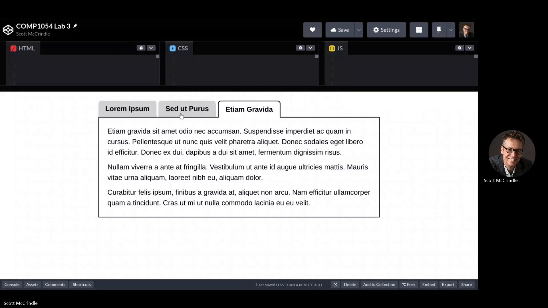 COMP1054 Lab 3
Scott McCrindle
Save
Settings
HTML
CSS
JS
Lorem Ipsum
Sed ut Purus
Etiam Gravida
Etiam gravida sit amet odio nec accumsan. Suspendisse imperdiet ac quam in
cursus. Pellentesque ut nunc quis velit pharetra aliquet. Donec sodales eget libero
id efficitur. Donec ex dui, dapibus a dui sit amet, fermentum dignissim risus.
Nullam viverra a ante at fringilla. Vestibulum ut ante id augue ultricies mattis. Mauris
vitae urna aliquam, laoreet nibh eu, aliquam dolor.
Curabitur felis ipsum, finibus a gravida at, aliquet non arcu. Nam efficitur ullamcorper
quam a tincidunt. Cras ut mi ut nulla commodo lacinia eu eu velit.
Scott McCrindle
Console
Assets
Comments
Shortcuts
Delete
Add to Collection
Fork
Embed
Export
Share
Scott McCrindle